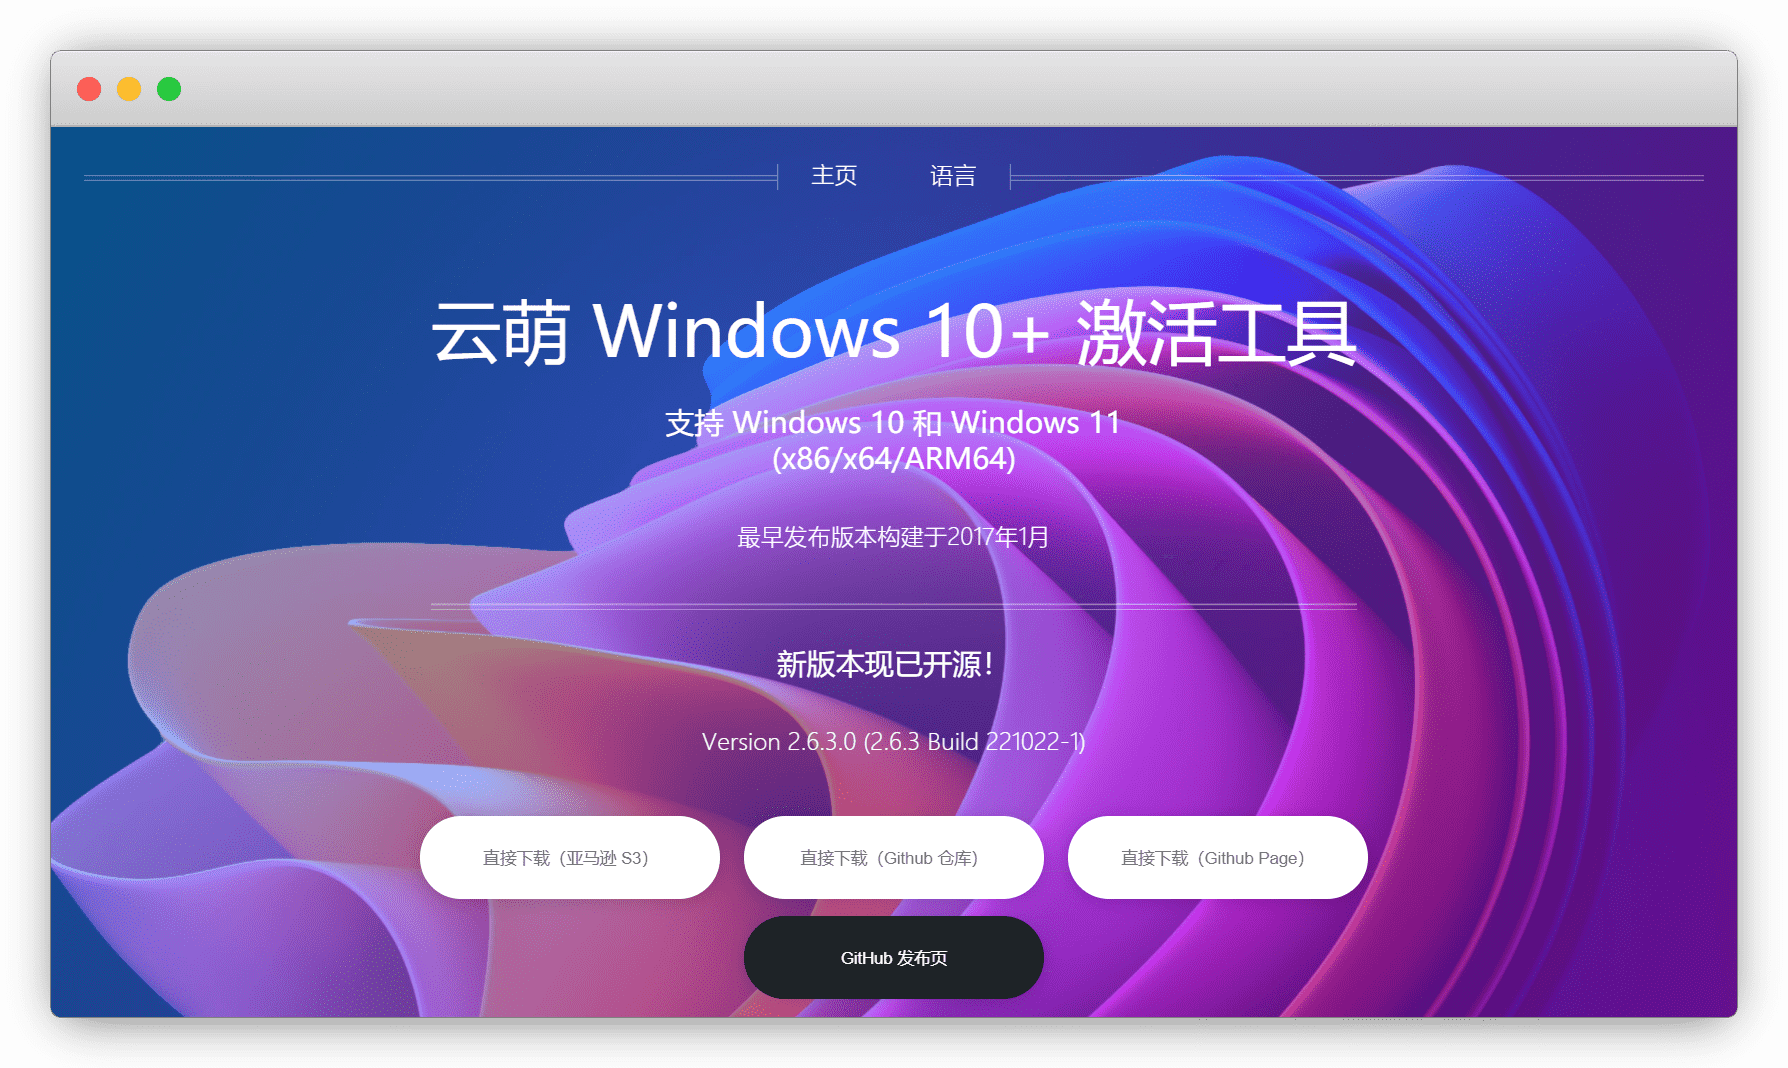 主页 语言
云萌 Windows 10+ 激活工具
支持 Windows 10 和 Windows 11
(x86/x64/ARM64)
最早发布版本构建于2017年1月
新版本现已开源！
Version 2.6.3.0 (2.6.3 Build 221022-1)
直接下载（亚马逊 S3） 直接下载（Github 仓库） 直接下载（Github Page）
GitHub 发布页